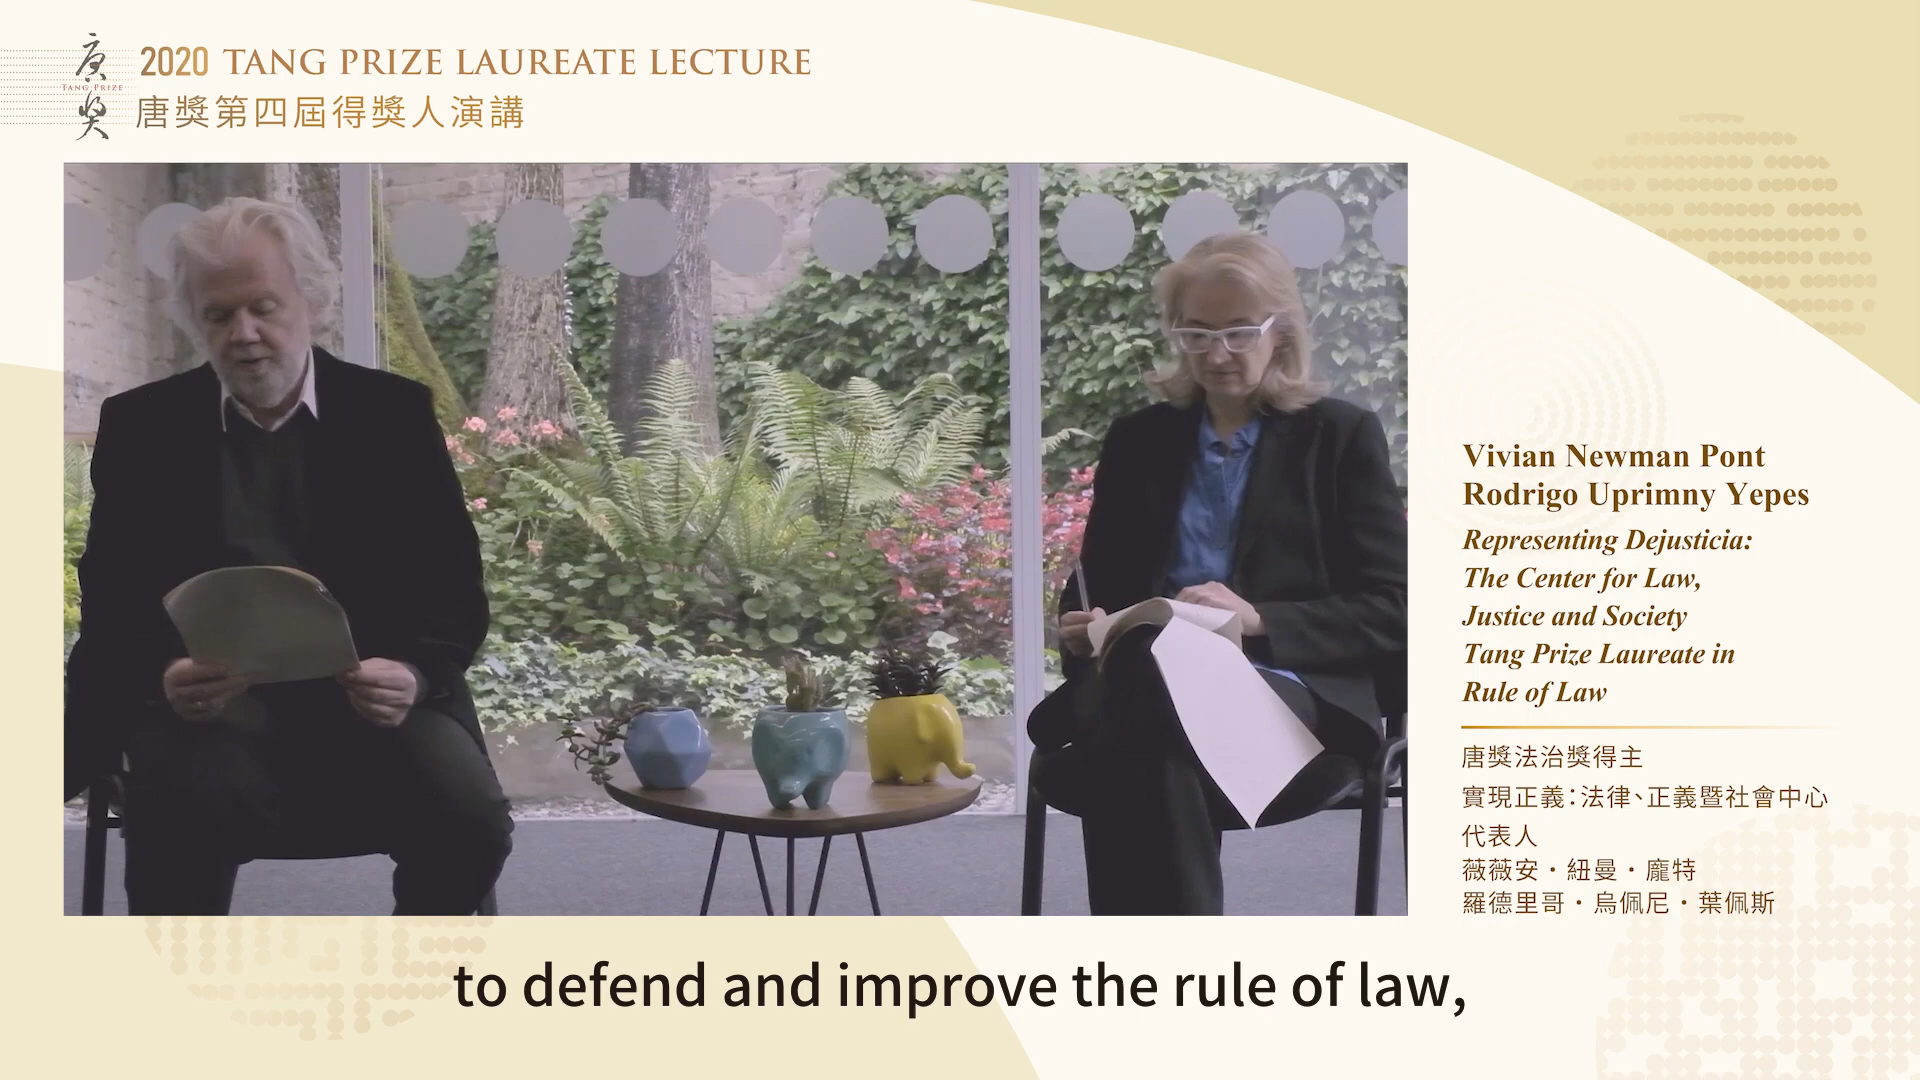 唐獎
TANG PRIZE
2020 TANG PRIZE LAUREATE LECTURE
唐獎第四屆得獎人演講
Vivian Newman Pont
Rodrigo Uprimny Yepes
Representing Dejusticia:
The Center for Law,
Justice and Society
Tang Prize Laureate in
Rule of Law
唐獎法治獎得主
實現正義：法律、正義暨社會中心
代表人
薇薇安・紐曼・龐特
羅德里哥・烏佩尼・葉佩斯
to defend and improve the rule of law,